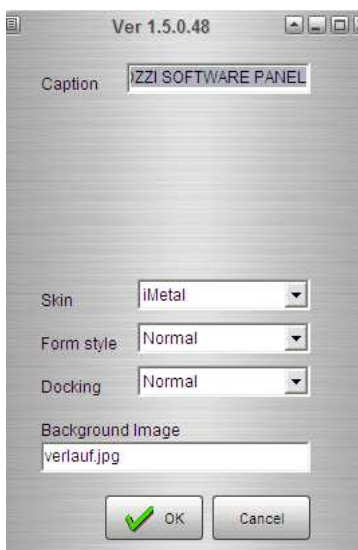 Ver 1.5.0.48
Caption
SOFTWARE PANEL
Skin
iMetal
Form style
Normal
Docking
Normal
Background Image
verlauf.jpg
OK
Cancel